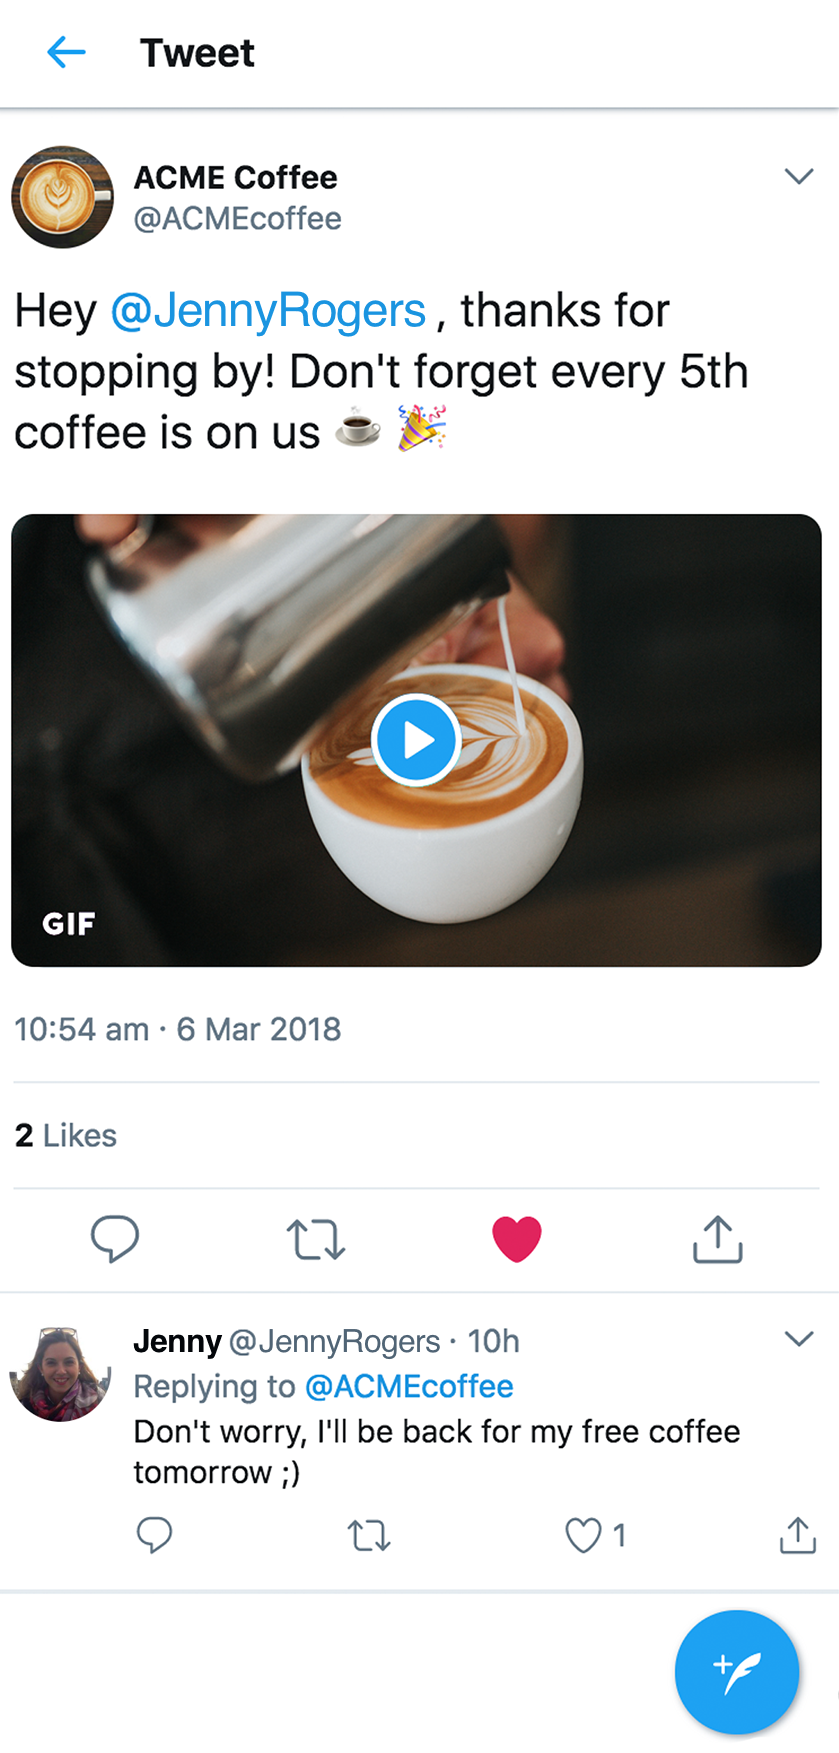 Tweet
ACME Coffee
@ACMEcoffee
Hey @JennyRogers , thanks for
stopping by! Don't forget every 5th
coffee is on us ☕ 🎉
GIF
10:54 am · 6 Mar 2018
2 Likes
Jenny @JennyRogers · 10h
Replying to @ACMEcoffee
Don't worry, I'll be back for my free coffee
tomorrow ;)
1